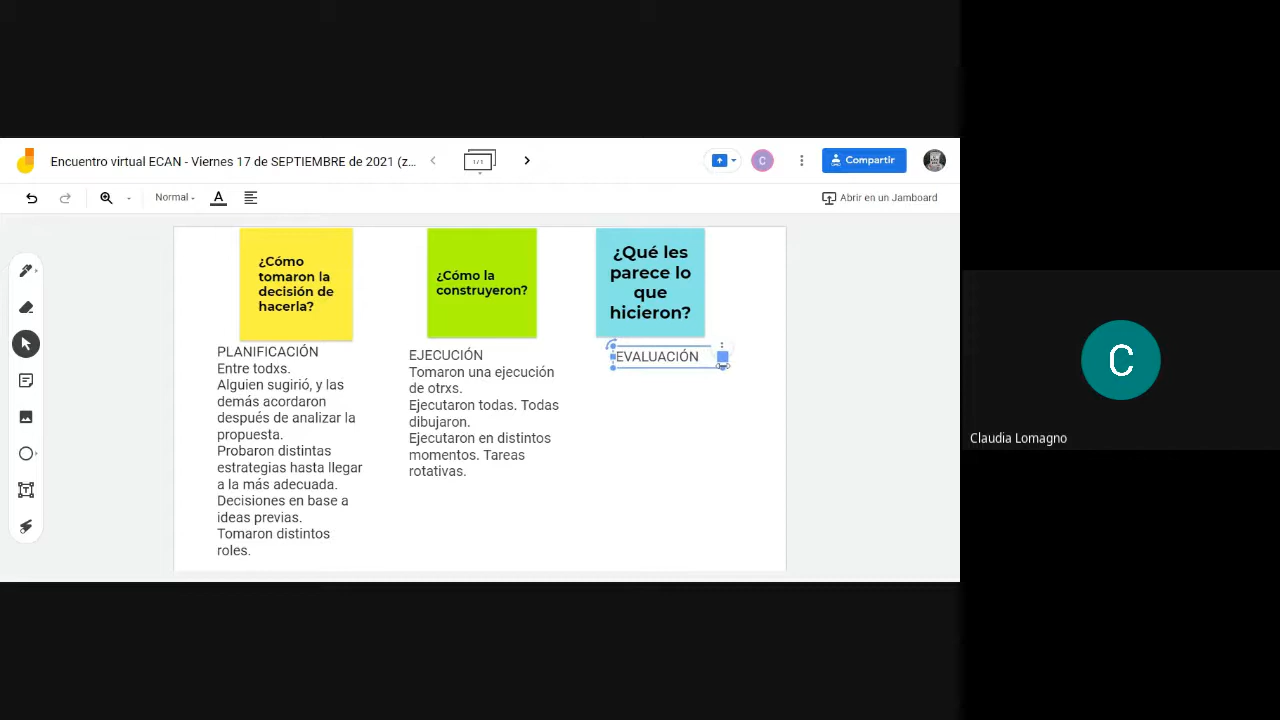 Encuentro virtual ECAN - Viernes 17 de SEPTIEMBRE de 2021 (z...
1/1
C
Compartir
Normal
A
Abrir en un Jamboard
¿Cómo
tomaron la
decisión de
hacerla?
PLANIFICACIÓN
Entre todxs.
Alguien sugirió, y las
demás acordaron
después de analizar la
propuesta.
Probaron distintas
estrategias hasta llegar
a la más adecuada.
Decisiones en base a
ideas previas.
Tomaron distintos
roles.
¿Cómo la
construyeron?
EJECUCIÓN
Tomaron una ejecución
de otrxs.
Ejecutaron todas. Todas
dibujaron.
Ejecutaron en distintos
momentos. Tareas
rotativas.
¿Qué les
parece lo
que
hicieron?
EVALUACIÓN
C
Claudia Lomagno